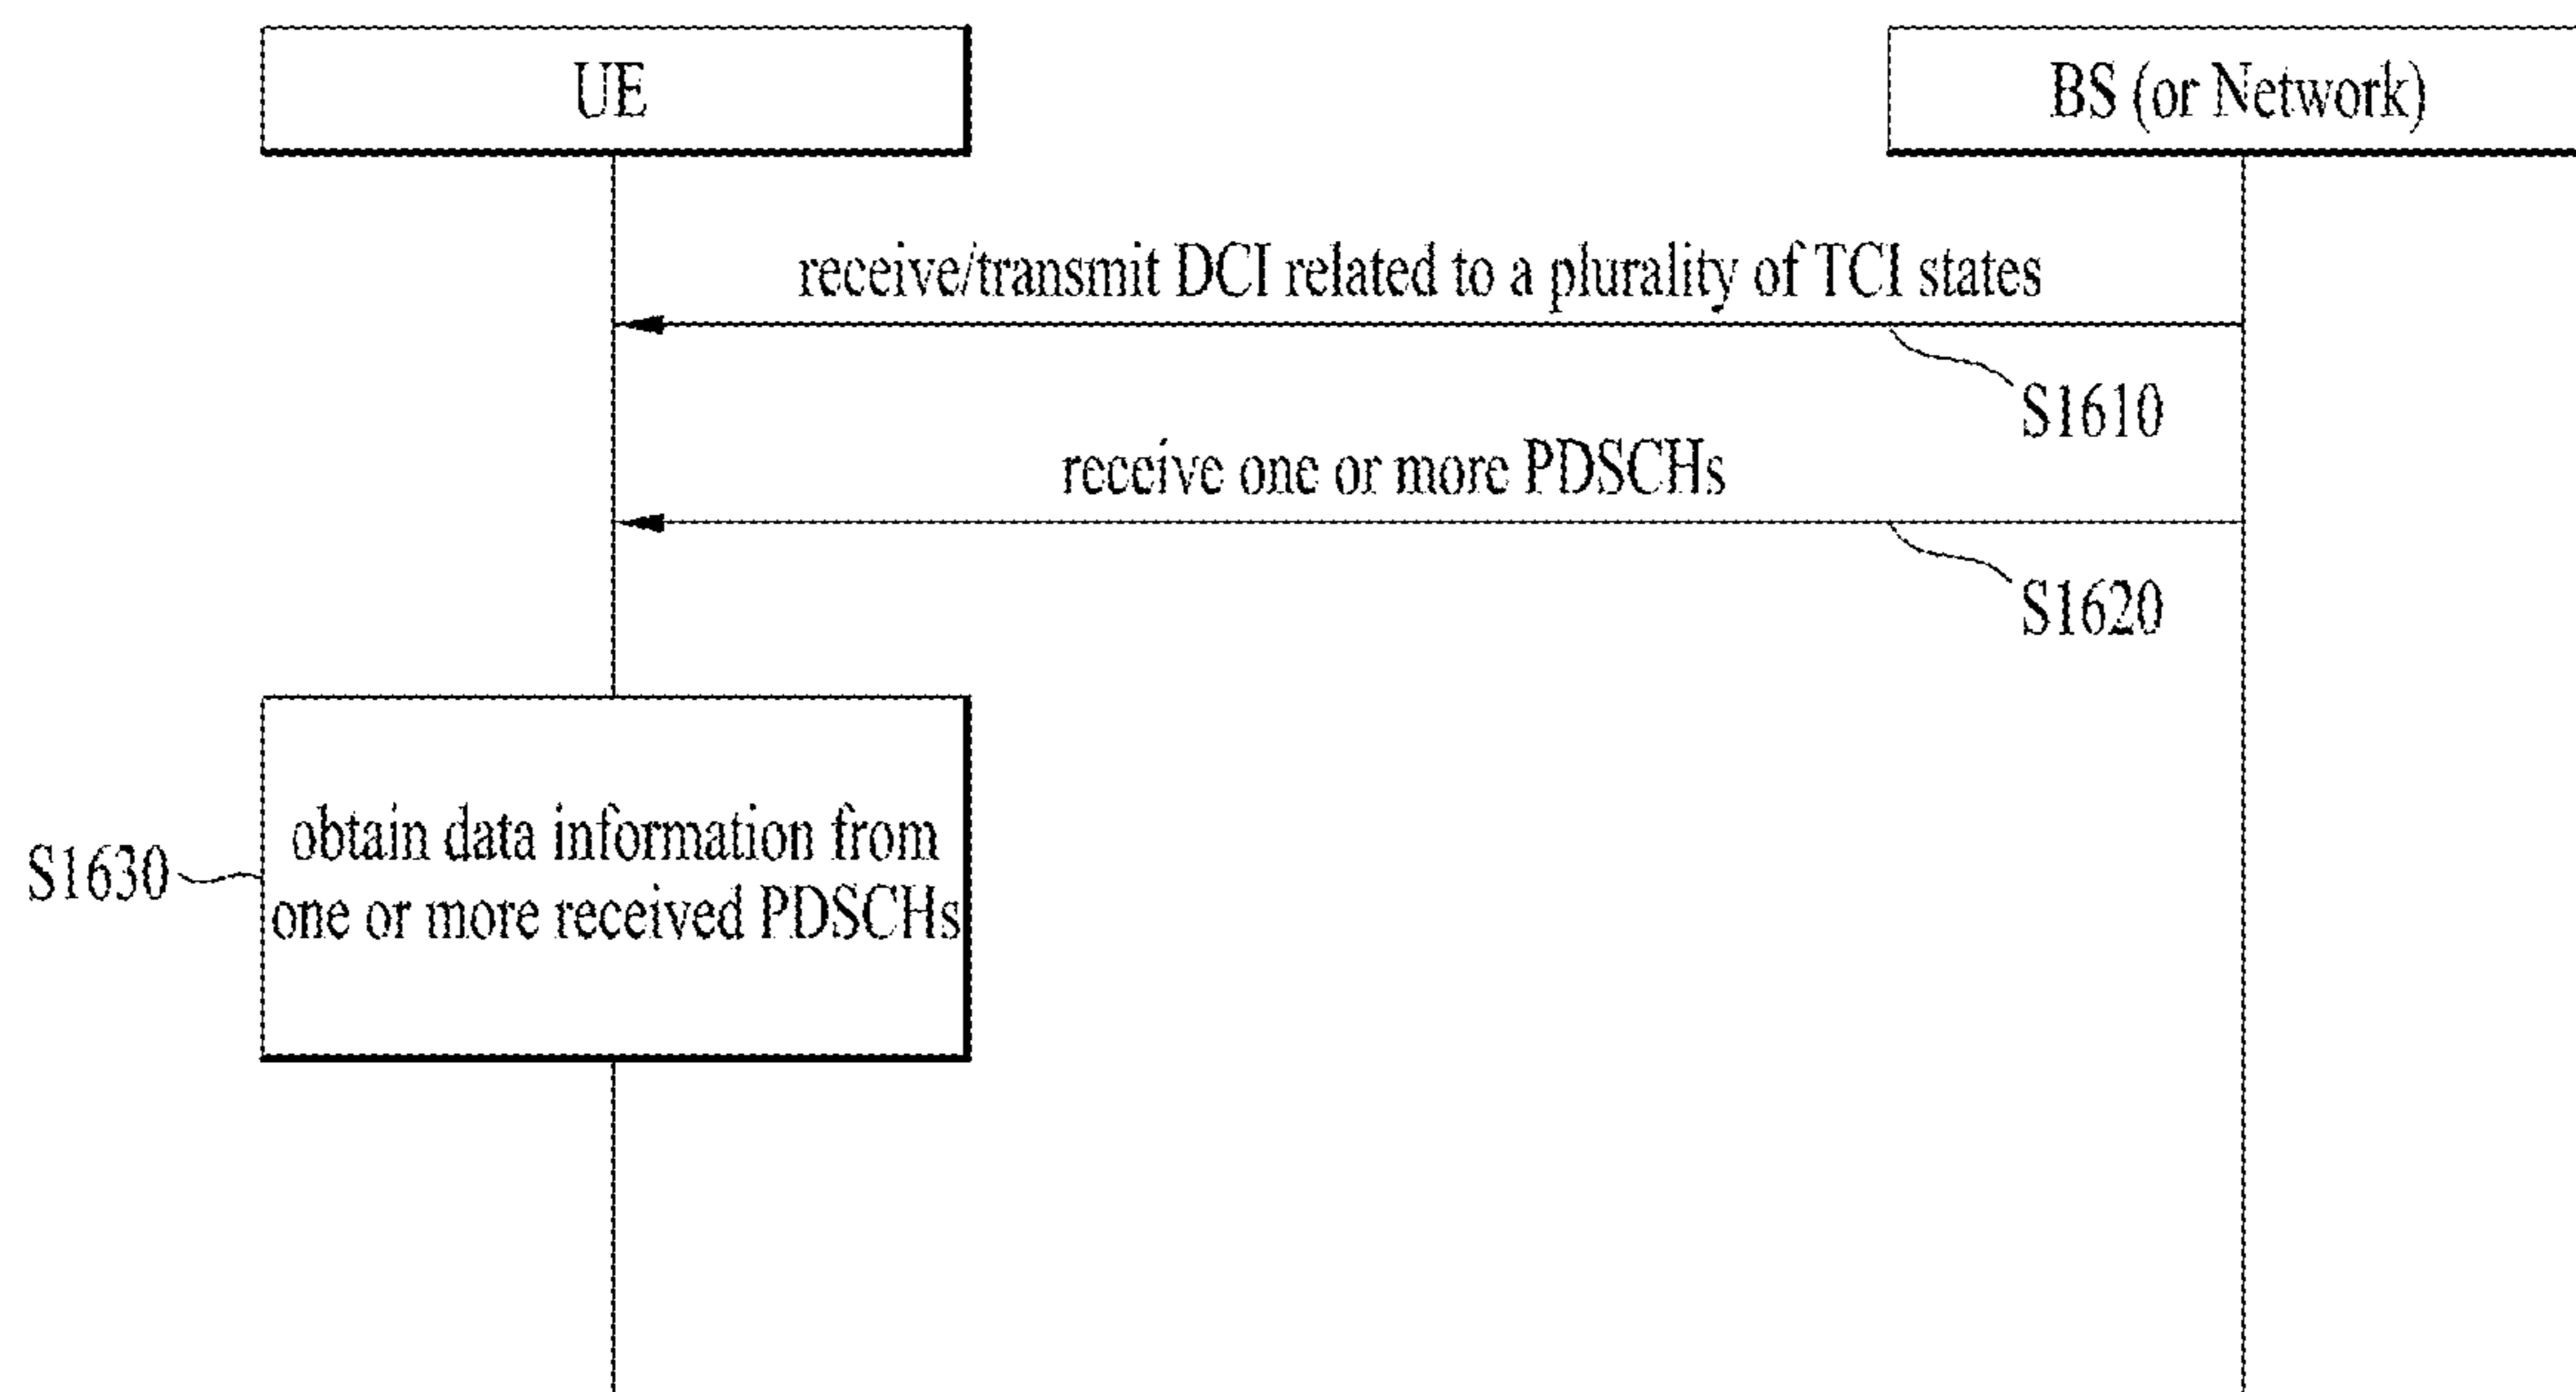 UE
BS (or Network)
receive/transmit DCI related to a plurality of TCI states
S1610
receive one or more PDSCHs
S1620
S1630
obtain data information from
one or more received PDSCHs